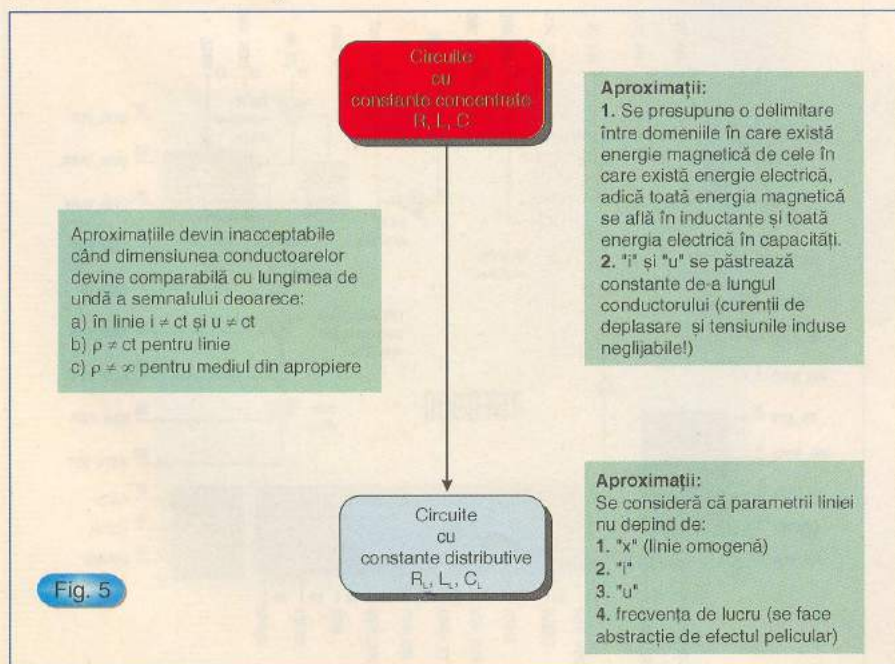 Circuite
cu
constante concentrate
R, L, C
Aproximații:
1. Se presupune o delimitare
între domeniile în care există
energie magnetică de cele în
care există energie electrică,
adică toată energia magnetică
se află în inductanțe și toată
energia electrică în capacități.
2. "i" și "u" se păstrează
constante de-a lungul
conductorului (curenții de
deplasare și tensiunile induse
neglijabile!)
Aproximațiile devin inacceptabile
când dimensiunea conductoarelor
devine comparabilă cu lungimea de
undă a semnalului deoarece:
a) în linie i ≠ ct și u ≠ ct
b) ρ ≠ ct pentru linie
c) ρ ≠ ∞ pentru mediul din apropiere
Circuite
cu
constante distributive
R_L, L_L, C_L
Aproximații:
Se consideră că parametrii liniei
nu depind de:
1. "x" (linie omogenă)
2. "i"
3. "u"
4. frecvența de lucru (se face
abstracție de efectul pelicular)
Fig. 5